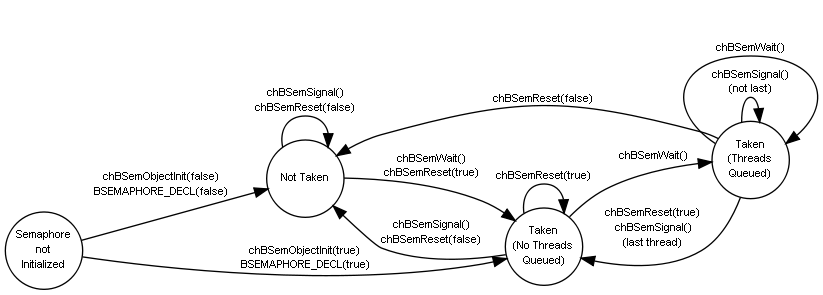 chBSemWait()
chBSemSignal()
(not last)
chBSemSignal()
chBSemReset(false)
chBSemReset(false)
Taken
(Threads
Queued)
chBSemWait()
chBSemReset(true)
chBSemWait()
chBSemObjectInit(false)
BSEMAPHORE_DECL(false)
Not Taken
chBSemReset(true)
chBSemReset(true)
chBSemSignal()
(last thread)
chBSemSignal()
chBSemReset(false)
Taken
(No Threads
Queued)
Semaphore
not
Initialized
chBSemObjectInit(true)
BSEMAPHORE_DECL(true)